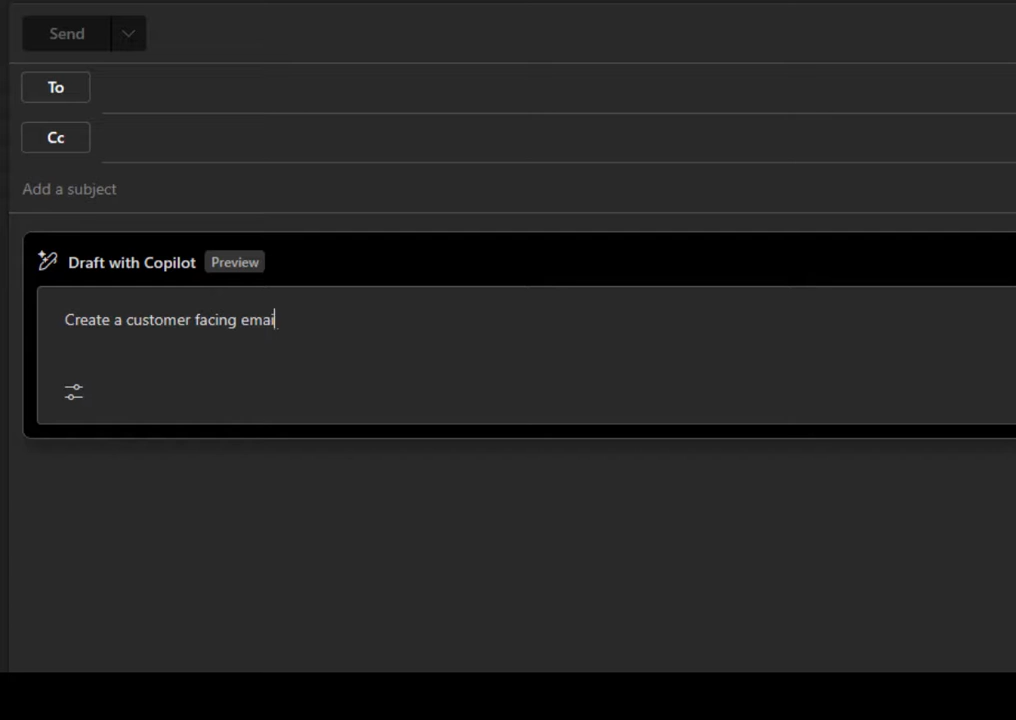 Send
To
Cc
Add a subject
Draft with Copilot Preview
Create a customer facing emai